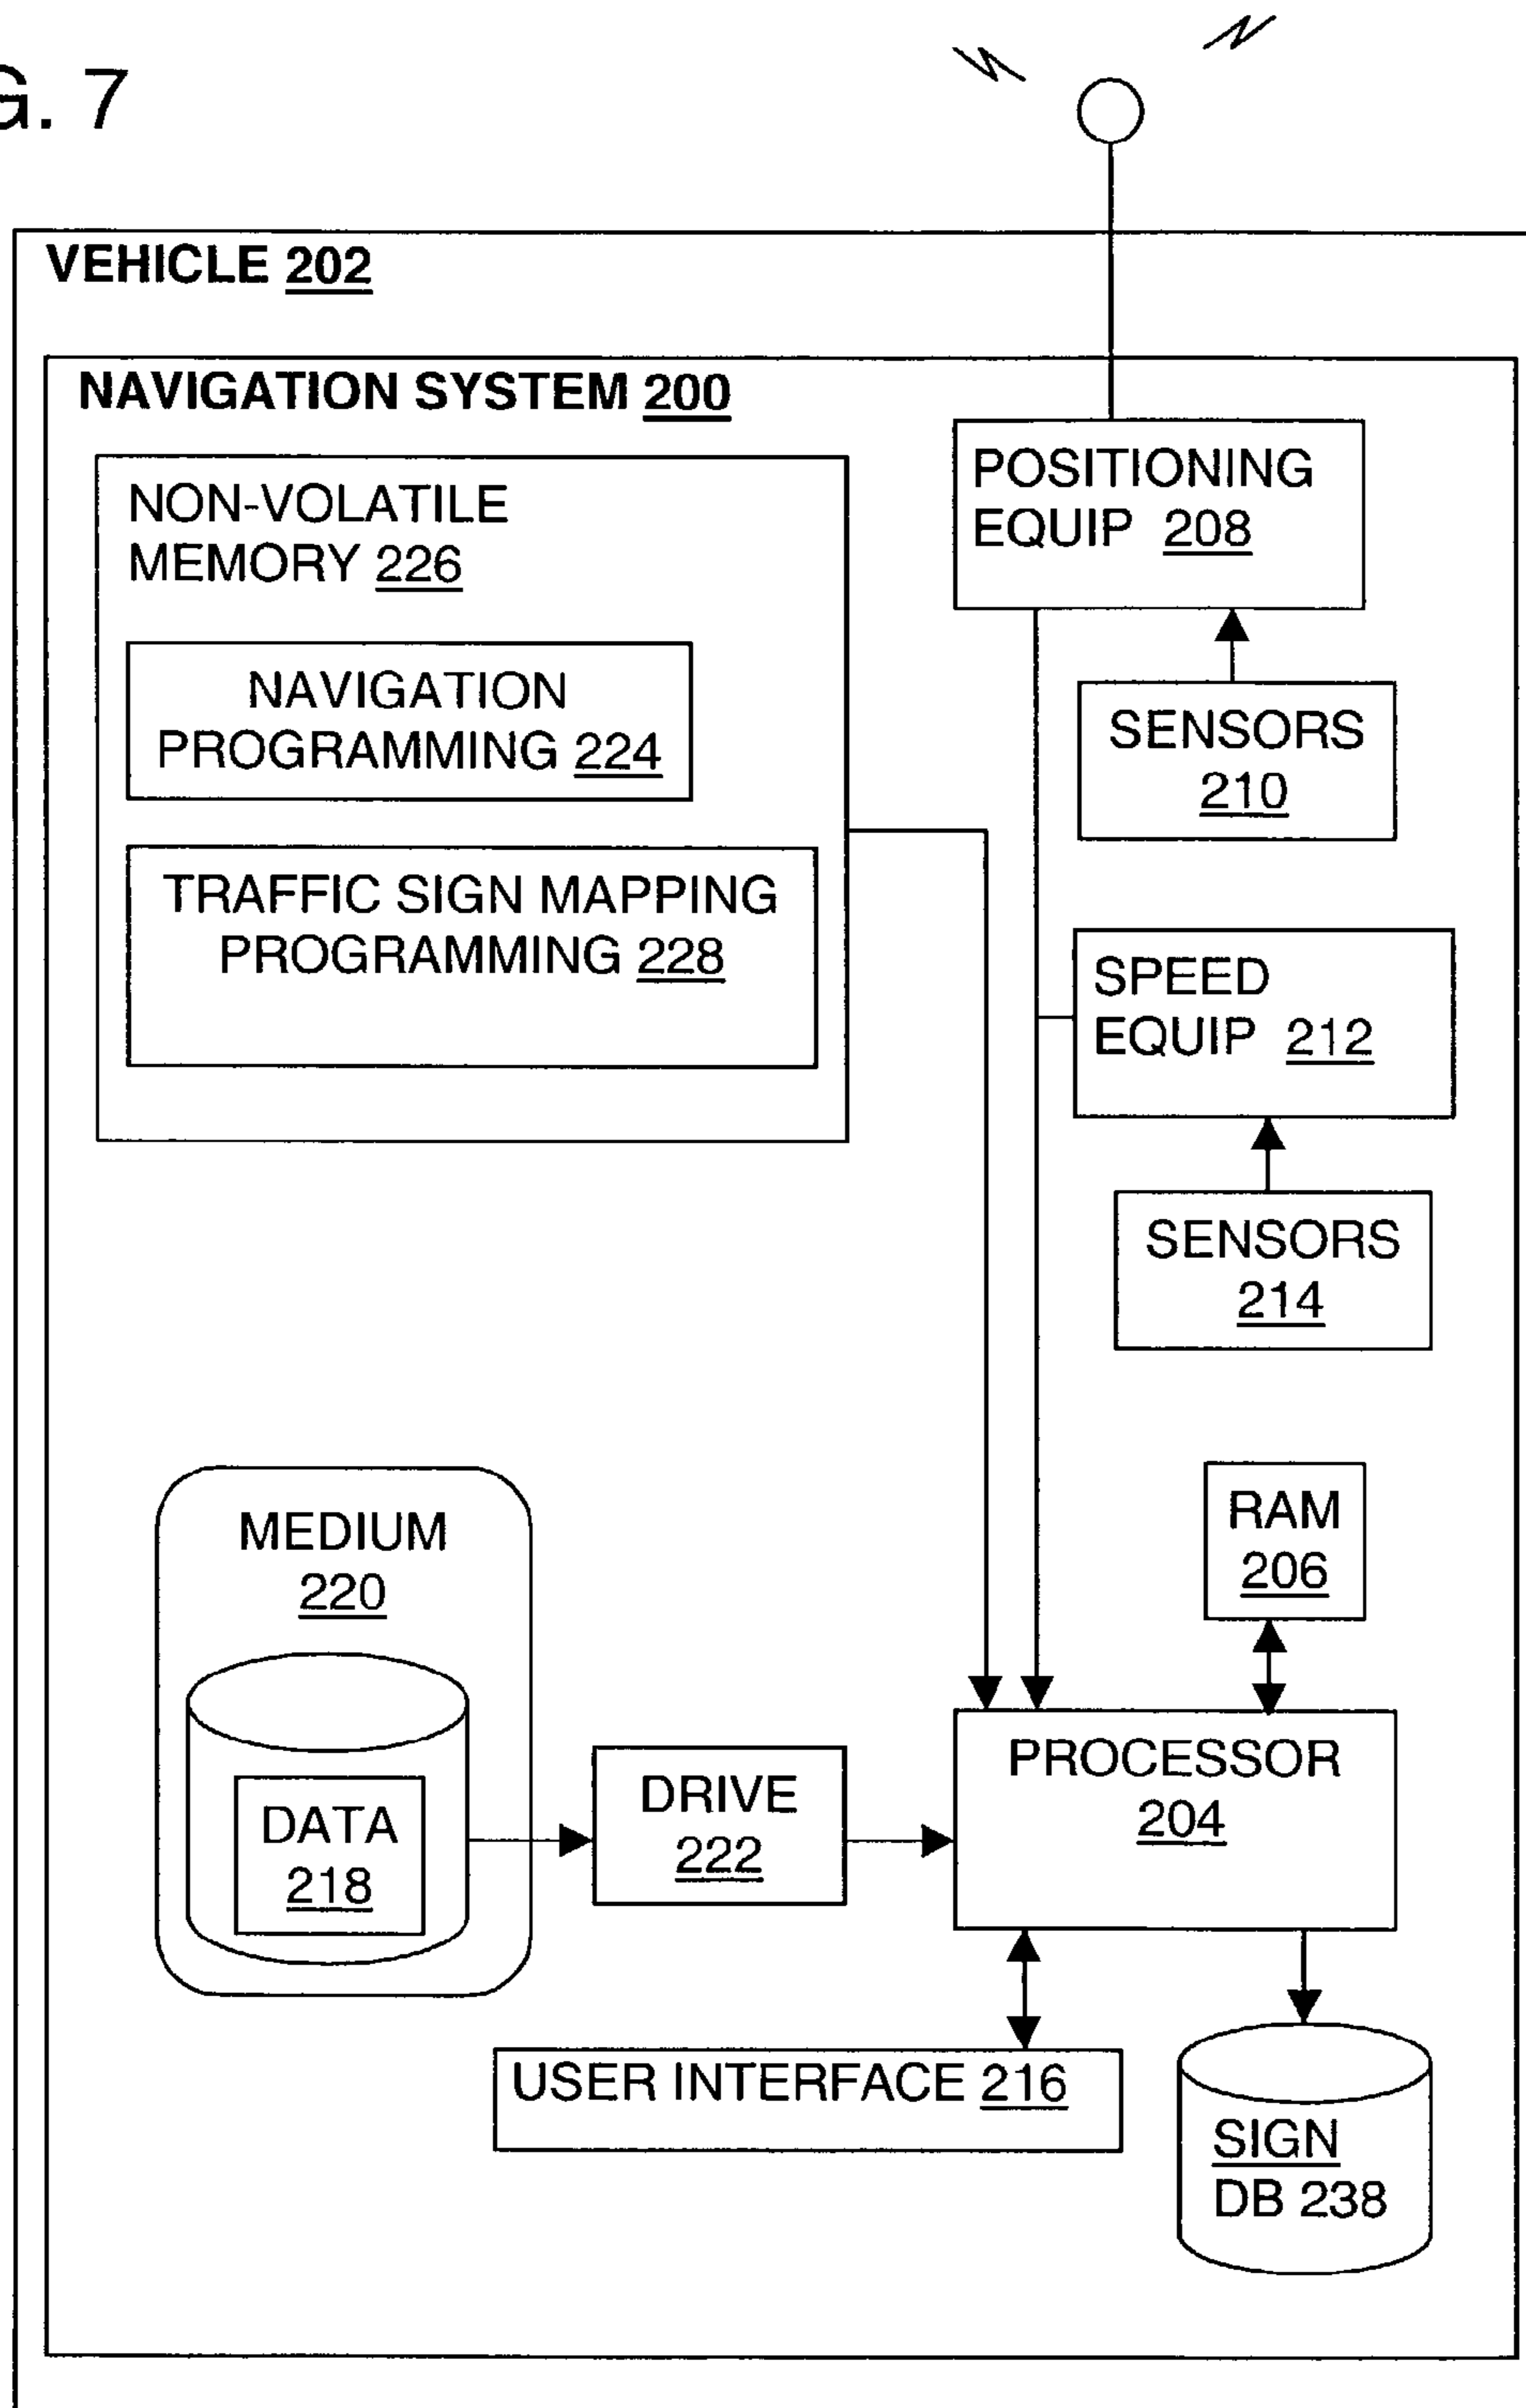 G. 7
VEHICLE 202
NAVIGATION SYSTEM 200
NON-VOLATILE
MEMORY 226
NAVIGATION
PROGRAMMING 224
TRAFFIC SIGN MAPPING
PROGRAMMING 228
POSITIONING
EQUIP 208
SENSORS
210
SPEED
EQUIP 212
SENSORS
214
MEDIUM
220
DATA
218
DRIVE
222
RAM
206
PROCESSOR
204
USER INTERFACE 216
SIGN
DB 238